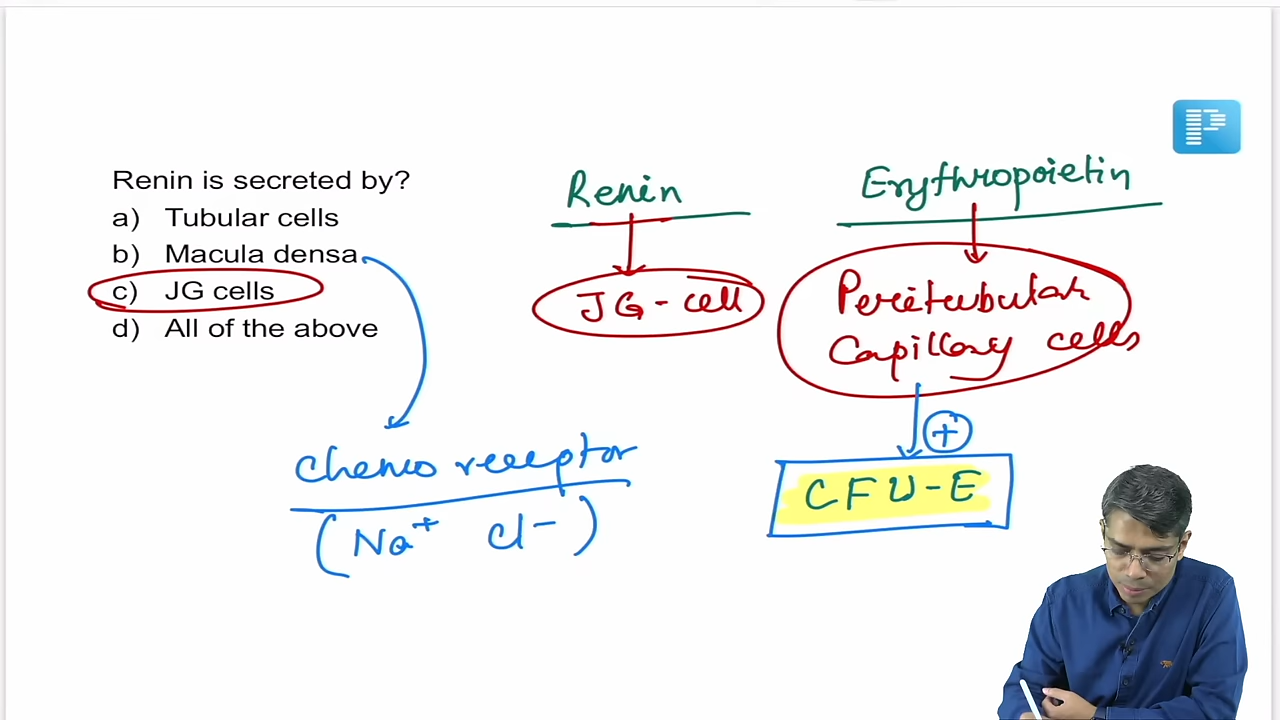 Renin is secreted by?
a) Tubular cells
b) Macula densa
c) JG cells
d) All of the above
Renin
JG-cell
Erythropoietin
Peritubular
Capillary cells
+
CFU-E
Chemo receptor
(Na+ Cl-)